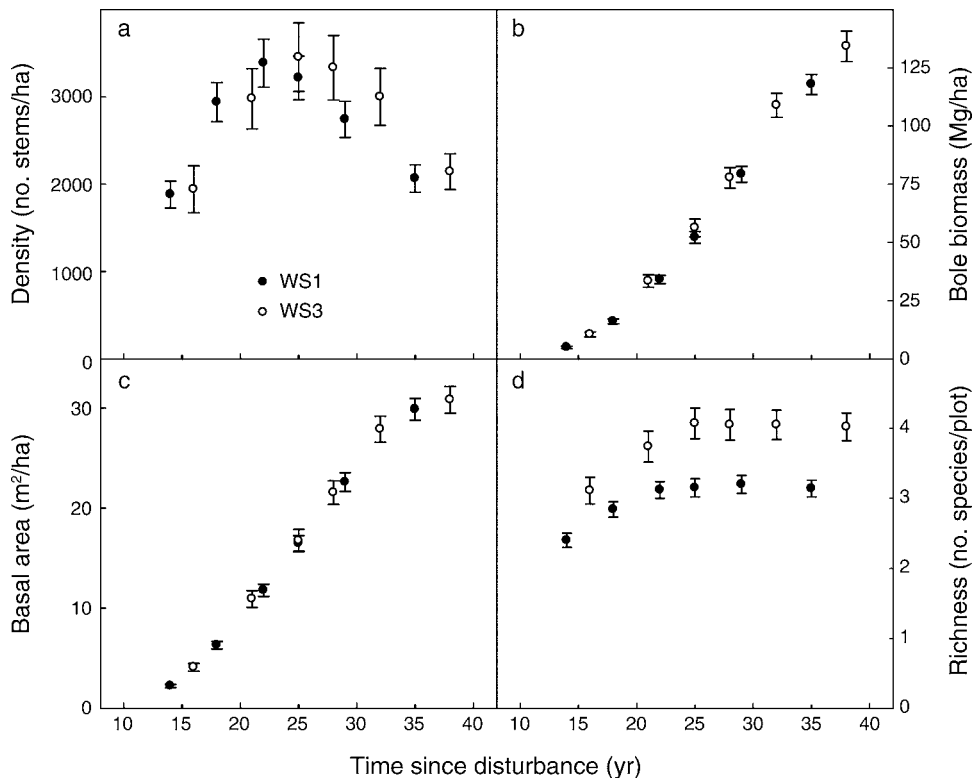 a
b
3000
2000
1000
0
Density (no. stems/ha)
WS1
WS3
125
100
75
50
25
0
Bole biomass (Mg/ha)
c
d
30
20
10
0
Basal area (m²/ha)
4
3
2
1
0
Richness (no. species/plot)
10 15 20 25 30 35 40
10 15 20 25 30 35 40
Time since disturbance (yr)